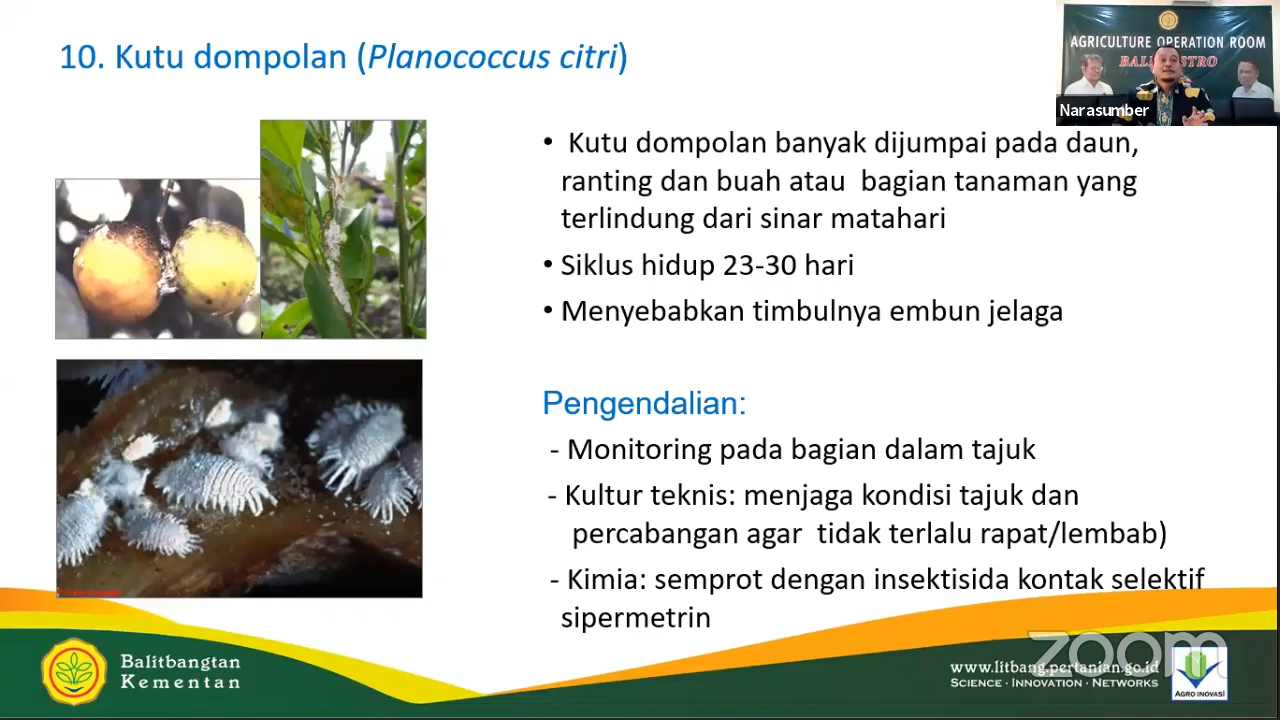 10. Kutu dompolan (Planococcus citri)
AGRICULTURE OPERATION ROOM
Narasumber
• Kutu dompolan banyak dijumpai pada daun,
ranting dan buah atau bagian tanaman yang
terlindung dari sinar matahari
• Siklus hidup 23-30 hari
• Menyebabkan timbulnya embun jelaga
Pengendalian:
- Monitoring pada bagian dalam tajuk
- Kultur teknis: menjaga kondisi tajuk dan
percabangan agar tidak terlalu rapat/lembab)
- Kimia: semprot dengan insektisida kontak selektif
sipermetrin
Balitbangtan
Kementan
zoom
www.litbang.pertanian.go.id
SCIENCE · INNOVATION · NETWORKS
AGRO INOVASI